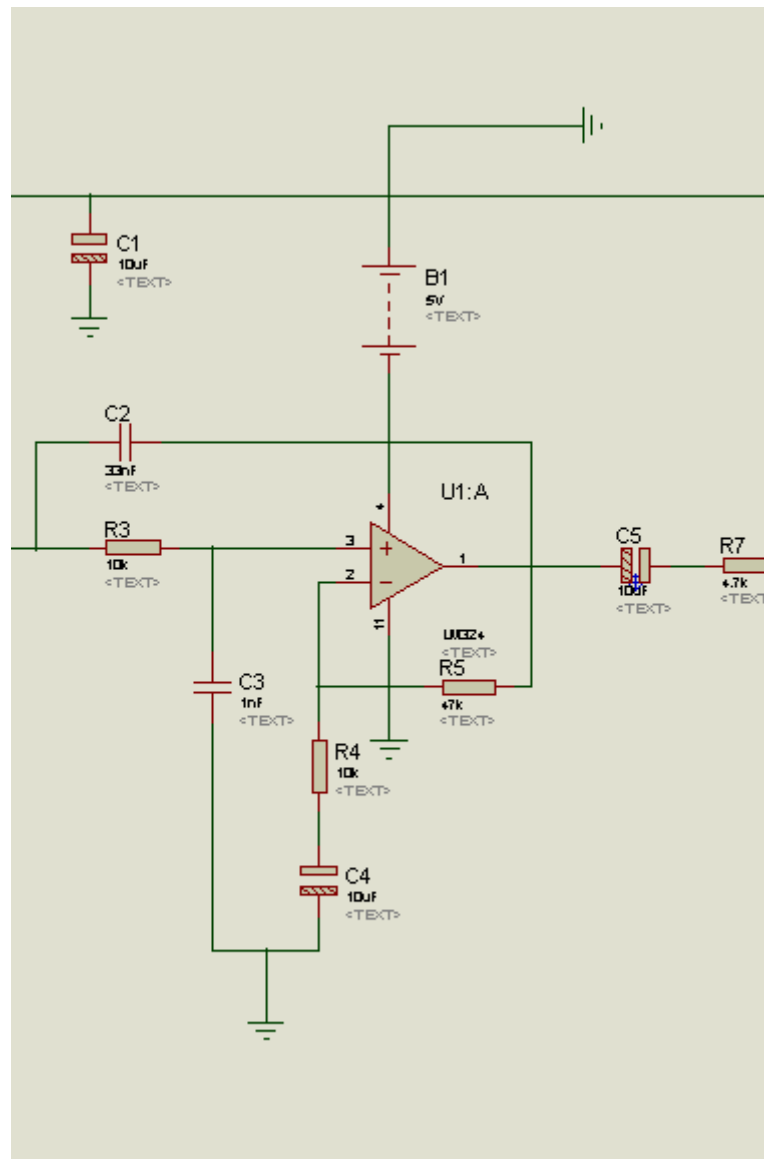 C1
10uF
<TEXT>
B1
5V
<TEXT>
C2
33nF
<TEXT>
U1:A
4
R3
10k
<TEXT>
3
2
1
11
C5
10uF
<TEXT>
R7
4.7k
<TEXT>
LM324
<TEXT>
R5
47k
<TEXT>
C3
1nF
<TEXT>
R4
10k
<TEXT>
C4
10uF
<TEXT>